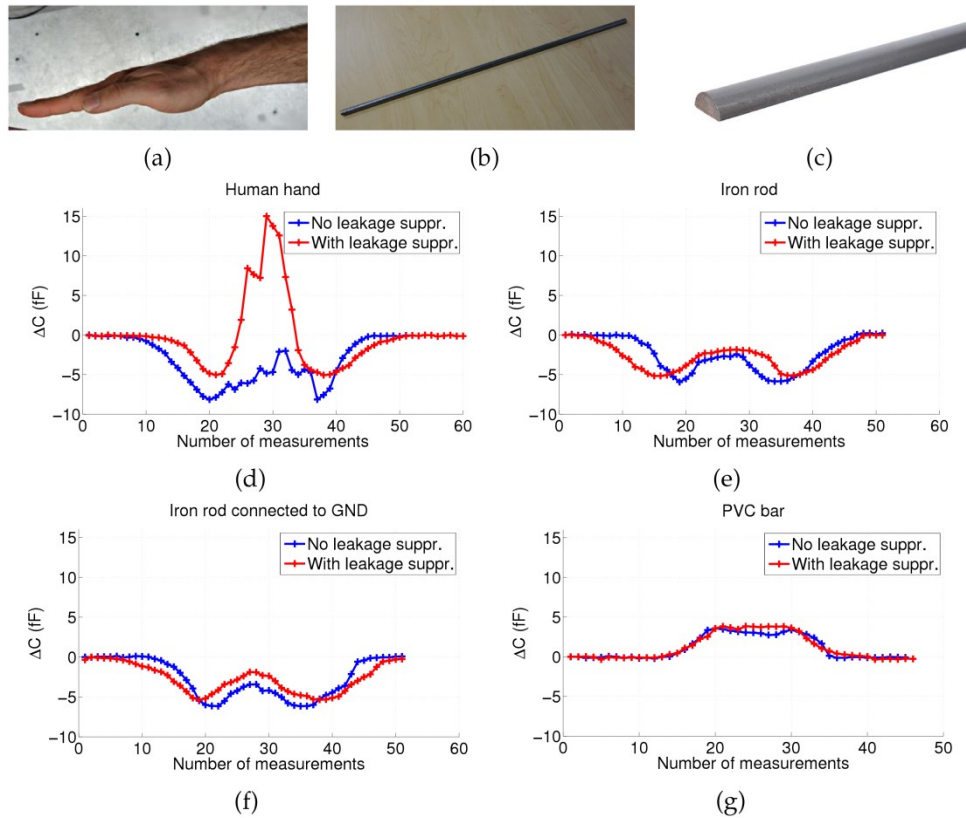 (a)
(b)
(c)
Human hand
15
10
5
0
−5
−10
ΔC (fF)
No leakage suppr.
With leakage suppr.
0 10 20 30 40 50 60
Number of measurements
(d)
Iron rod
15
10
5
0
−5
−10
ΔC (fF)
No leakage suppr.
With leakage suppr.
0 10 20 30 40 50 60
Number of measurements
(e)
Iron rod connected to GND
15
10
5
0
−5
−10
ΔC (fF)
No leakage suppr.
With leakage suppr.
0 10 20 30 40 50 60
Number of measurements
(f)
PVC bar
15
10
5
0
−5
−10
ΔC (fF)
No leakage suppr.
With leakage suppr.
0 10 20 30 40 50
Number of measurements
(g)